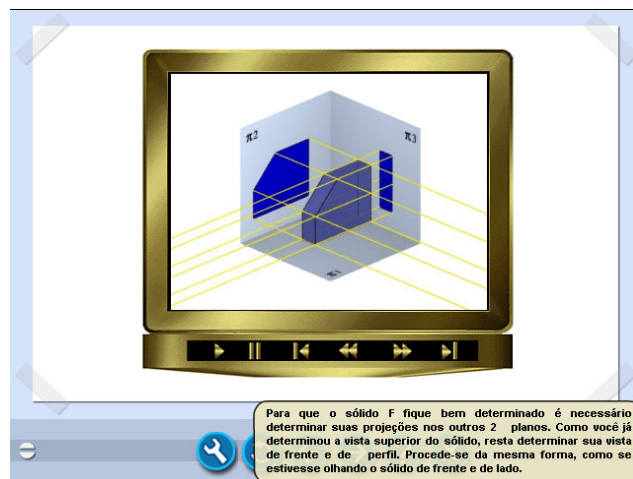 π2
π3
π1
Para que o sólido F fique bem determinado é necessário
determinar suas projeções nos outros 2 planos. Como você já
determinou a vista superior do sólido, resta determinar sua vista
de frente e de perfil. Procede-se da mesma forma, como se
estivesse olhando o sólido de frente e de lado.